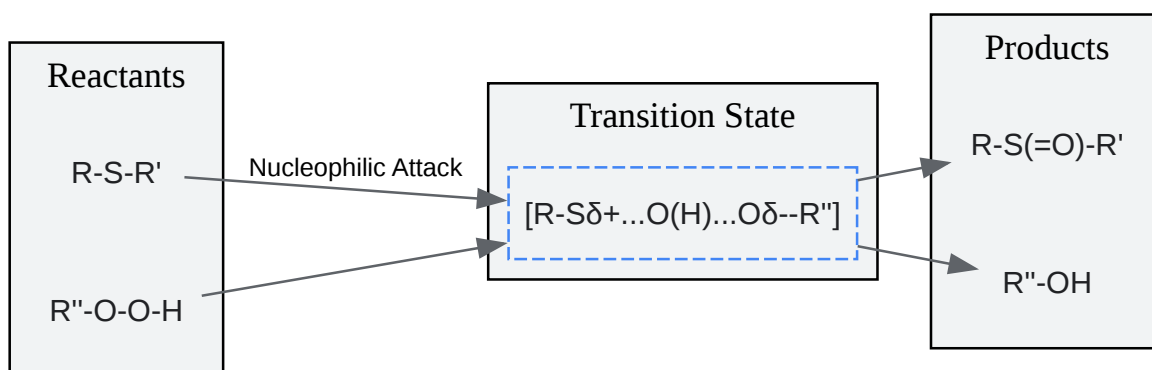 Reactants
R-S-R'
R"-O-O-H
Nucleophilic Attack
Transition State
[R-Sδ+...O(H)...Oδ--R"]
Products
R-S(=O)-R'
R"-OH